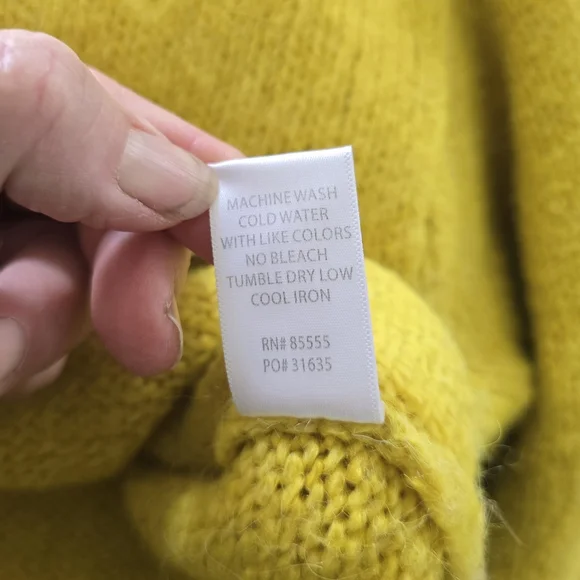 MACHINE WASH
COLD WATER
WITH LIKE COLORS
NO BLEACH
TUMBLE DRY LOW
COOL IRON
RN# 85555
PO# 31635